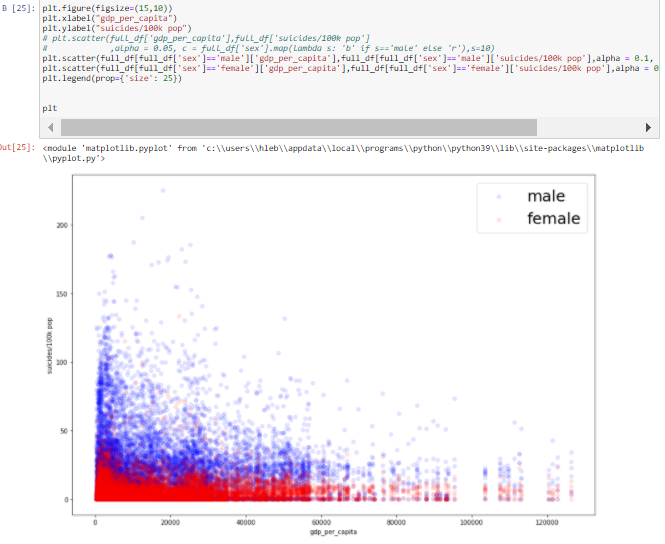 В [25]:
plt.figure(figsize=(15,10))
plt.xlabel("gdp_per_capita")
plt.ylabel("suicides/100k pop")
# plt.scatter(full_df['gdp_per_capita'],full_df['suicides/100k pop']
# ,alpha = 0.05, c = full_df['sex'].map(lambda s: 'b' if s=='male' else 'r'),s=10)
plt.scatter(full_df[full_df['sex']=='male']['gdp_per_capita'],full_df[full_df['sex']=='male']['suicides/100k pop'],alpha = 0.1,
plt.scatter(full_df[full_df['sex']=='female']['gdp_per_capita'],full_df[full_df['sex']=='female']['suicides/100k pop'],alpha = 0
plt.legend(prop={'size': 25})
plt
Out[25]:
<module 'matplotlib.pyplot' from 'c:\\users\\hleb\\appdata\\local\\programs\\python\\python39\\lib\\site-packages\\matplotlib
\\pyplot.py'>
male
female
200
150
100
50
0
suicides/100k pop
0 20000 40000 60000 80000 100000 120000
gdp_per_capita